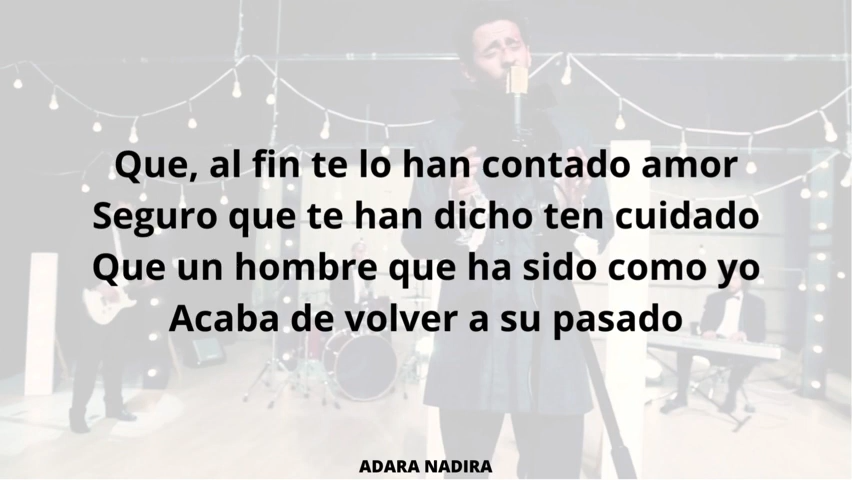 Que, al fin te lo han contado amor
Seguro que te han dicho ten cuidado
Que un hombre que ha sido como yo
Acaba de volver a su pasado
ADARA NADIRA